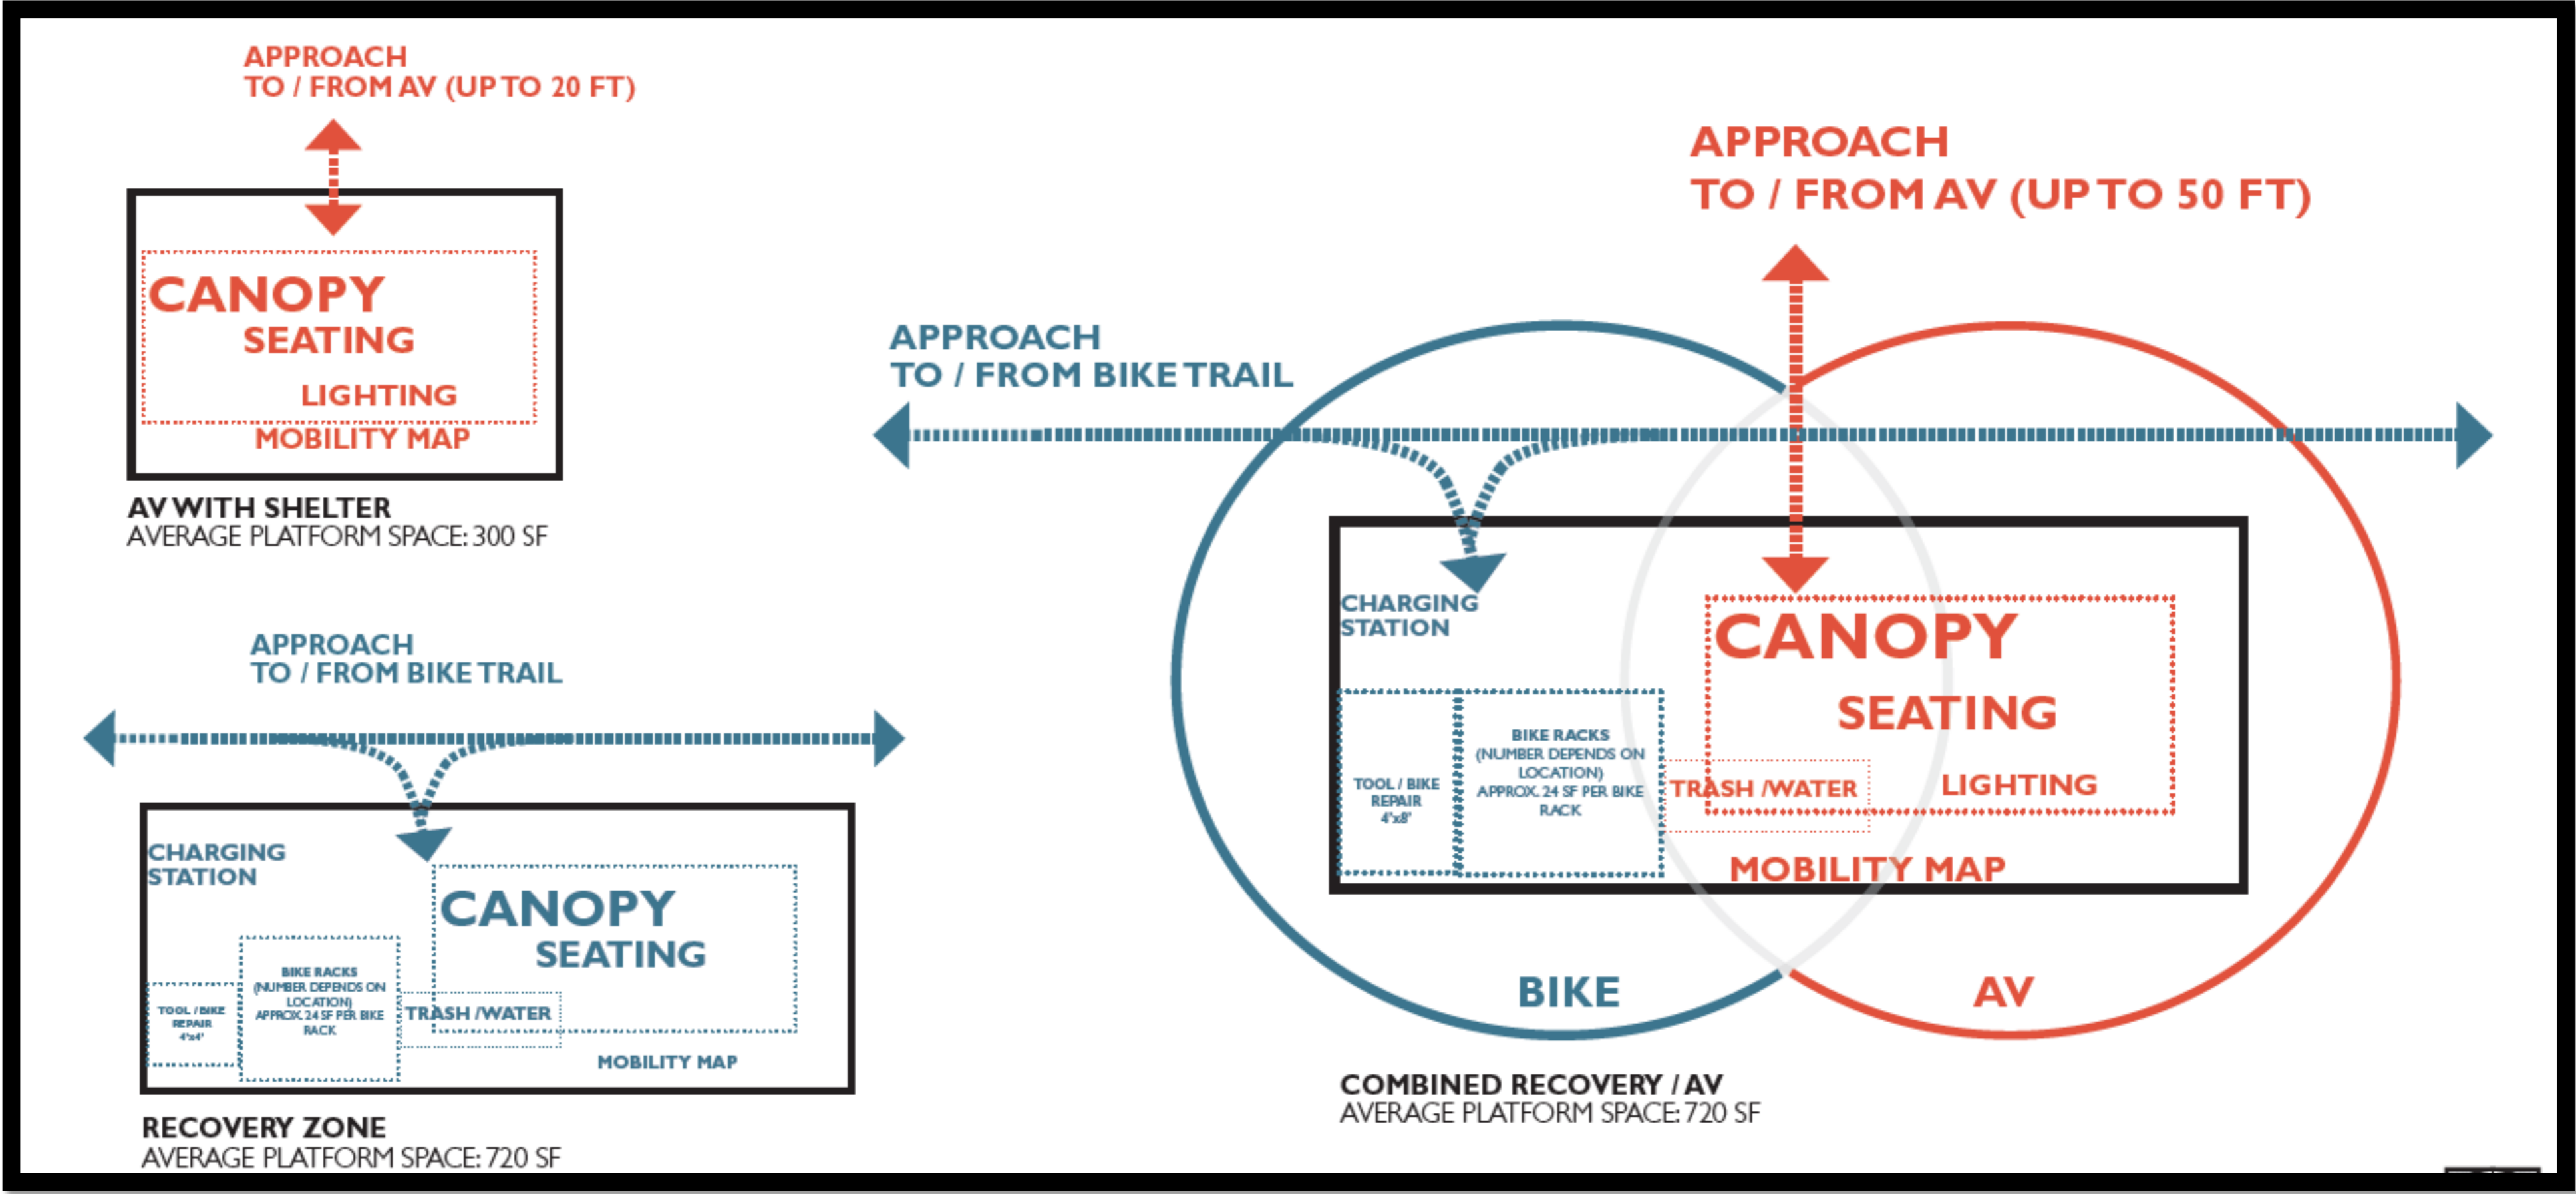 APPROACH
TO / FROM AV (UP TO 20 FT)
CANOPY
SEATING
LIGHTING
MOBILITY MAP
AV WITH SHELTER
AVERAGE PLATFORM SPACE: 300 SF
APPROACH
TO / FROM BIKE TRAIL
CHARGING
STATION
CANOPY
SEATING
BIKE RACKS
(NUMBER DEPENDS ON
LOCATION)
APPROX. 24 SF PER BIKE
RACK
TOOL / BIKE
REPAIR
4'x4'
TRASH / WATER
MOBILITY MAP
RECOVERY ZONE
AVERAGE PLATFORM SPACE: 720 SF
APPROACH
TO / FROM AV (UP TO 50 FT)
APPROACH
TO / FROM BIKE TRAIL
CHARGING
STATION
CANOPY
SEATING
BIKE RACKS
(NUMBER DEPENDS ON
LOCATION)
APPROX. 24 SF PER BIKE
RACK
TOOL / BIKE
REPAIR
4'x8'
TRASH / WATER
LIGHTING
MOBILITY MAP
BIKE
AV
COMBINED RECOVERY / AV
AVERAGE PLATFORM SPACE: 720 SF